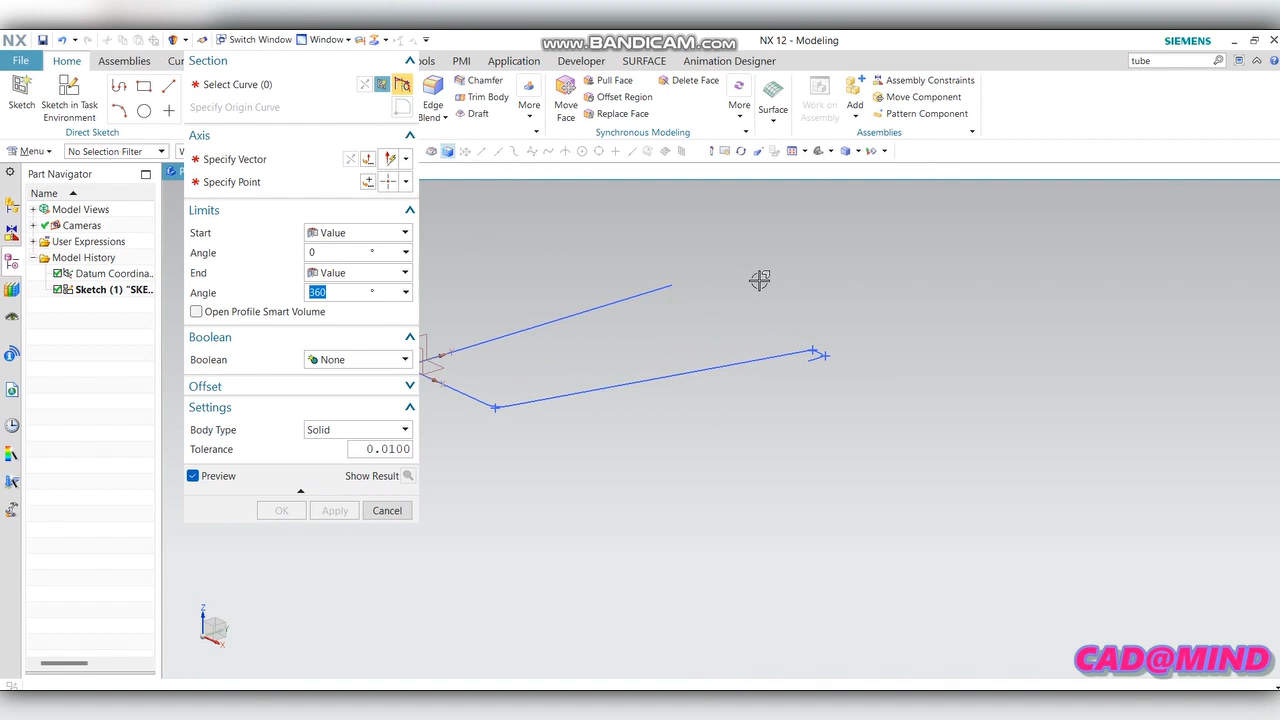 NX
Switch Window
Window
www.BANDICAM.com
NX 12 - Modeling
SIEMENS
File
Home
Assemblies
Cur
ools
PMI
Application
Developer
SURFACE
Animation Designer
tube
Sketch
Sketch in Task
Environment
Direct Sketch
Section
Select Curve (0)
Specify Origin Curve
Edge
Blend
Chamfer
Trim Body
Draft
More
Move
Face
Pull Face
Offset Region
Replace Face
Delete Face
More
Synchronous Modeling
Surface
Work on
Assembly
Add
Assembly Constraints
Move Component
Pattern Component
Assemblies
Menu
No Selection Filter
Axis
Specify Vector
Specify Point
Part Navigator
Name
Model Views
Cameras
User Expressions
Model History
Datum Coordina...
Sketch (1) "SKE...
Limits
Start
Value
Angle
0
°
End
Value
Angle
360
°
Open Profile Smart Volume
Boolean
Boolean
None
Offset
Settings
Body Type
Solid
Tolerance
0.0100
Preview
Show Result
OK
Apply
Cancel
Z
Y
X
CAD@MIND